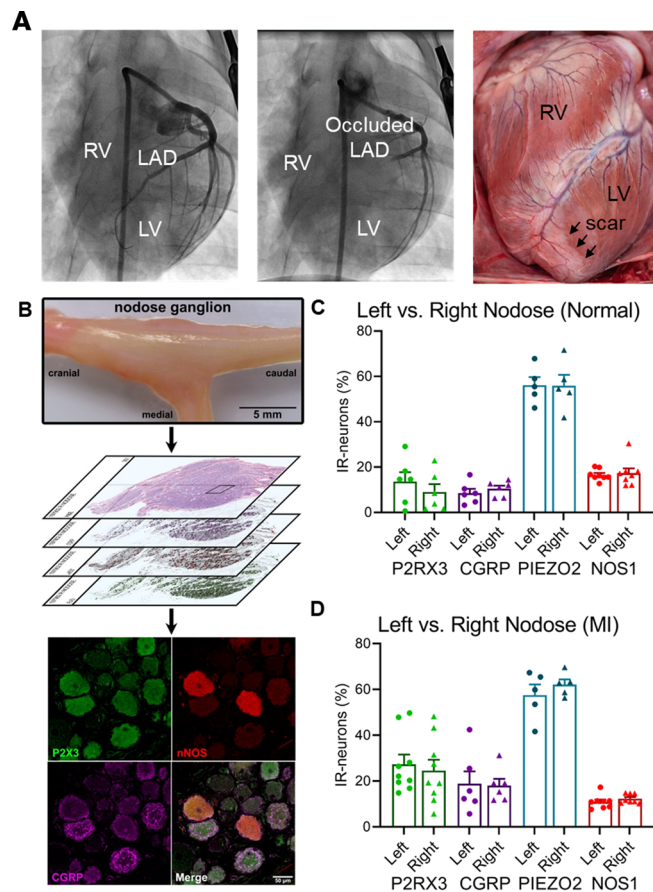 A
RV
LAD
LV
RV
Occluded
LAD
LV
RV
LV
scar
B
nodose ganglion
cranial
caudal
medial
5 mm
P2X3
nNOS
CGRP
Merge
50 μm
C
Left vs. Right Nodose (Normal)
IR-neurons (%)
80
60
40
20
0
Left
Right
Left
Right
Left
Right
Left
Right
P2RX3
CGRP
PIEZO2
NOS1
D
Left vs. Right Nodose (MI)
IR-neurons (%)
80
60
40
20
0
Left
Right
Left
Right
Left
Right
Left
Right
P2RX3
CGRP
PIEZO2
NOS1